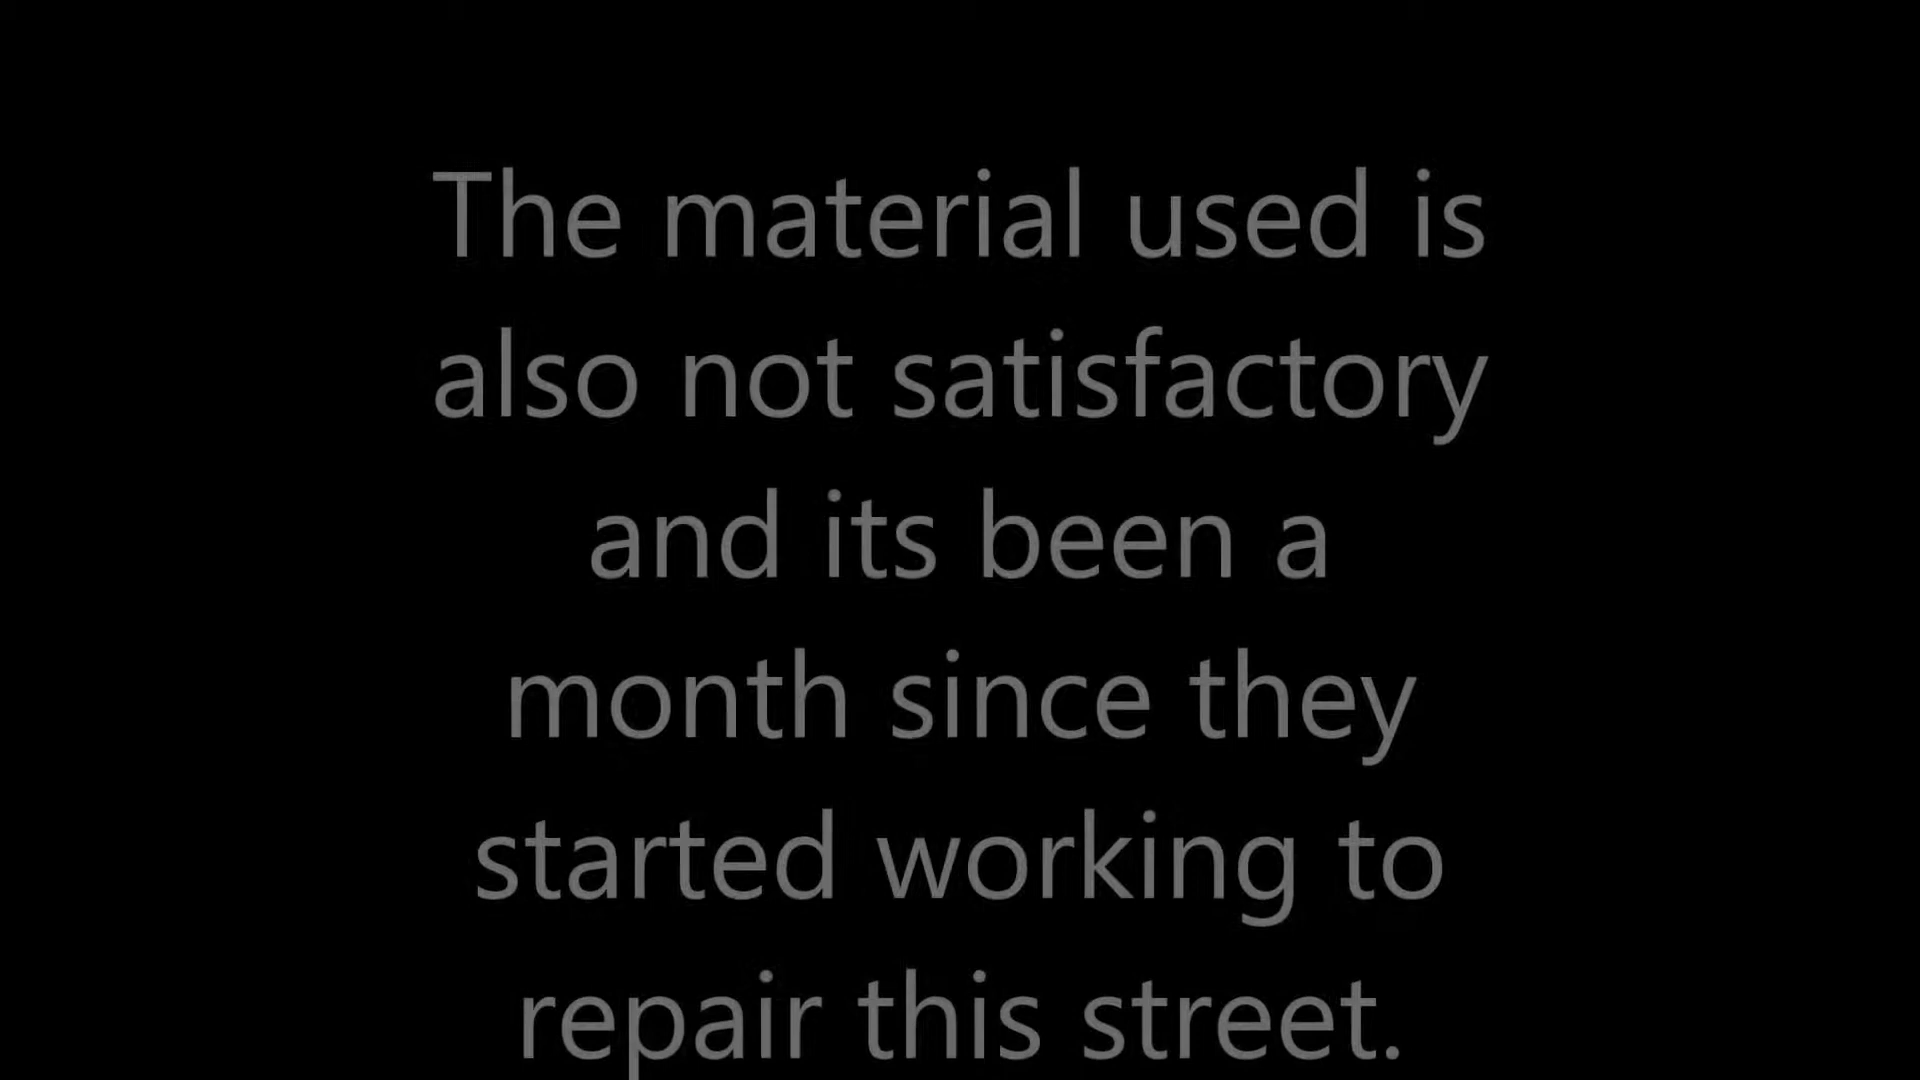 The material used is
also not satisfactory
and its been a
month since they
started working to
repair this street.